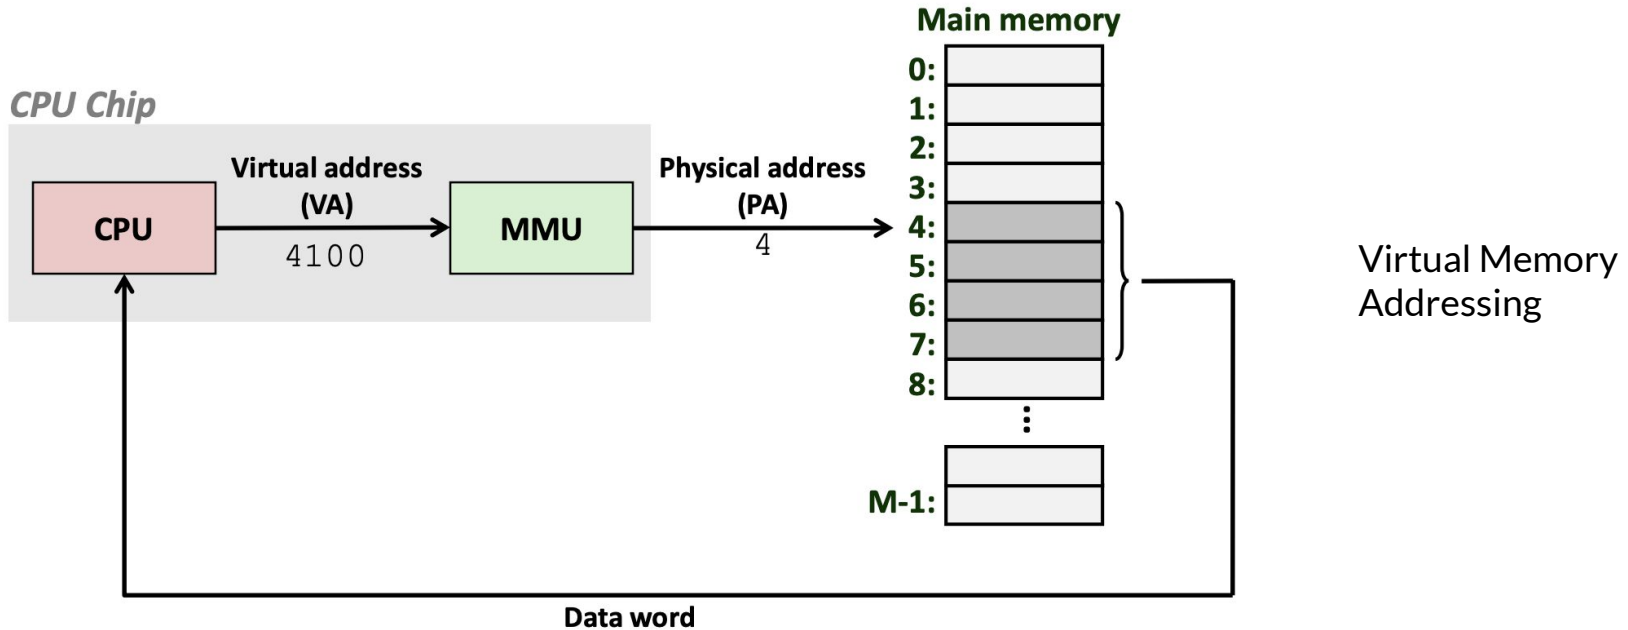 Main memory
CPU Chip
Virtual address
(VA)
4100
CPU
MMU
Physical address
(PA)
4
0:
1:
2:
3:
4:
5:
6:
7:
8:
M-1:
Virtual Memory
Addressing
Data word